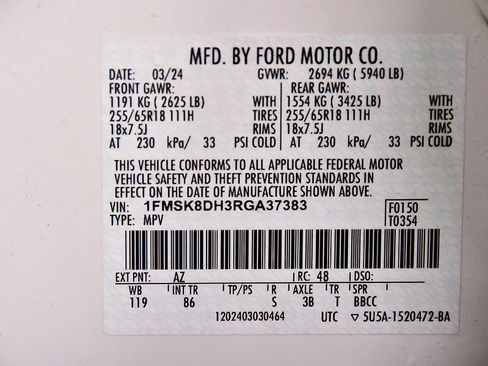 MFD. BY FORD MOTOR CO.
DATE: 03/24 GVWR: 2694 KG ( 5940 LB)
FRONT GAWR: REAR GAWR:
1191 KG ( 2625 LB) WITH 1554 KG ( 3425 LB) WITH
255/65R18 111H TIRES 255/65R18 111H TIRES
18x7.5J RIMS 18x7.5J RIMS
AT 230 kPa/ 33 PSI COLD AT 230 kPa/ 33 PSI COLD
THIS VEHICLE CONFORMS TO ALL APPLICABLE FEDERAL MOTOR
VEHICLE SAFETY AND THEFT PREVENTION STANDARDS IN
EFFECT ON THE DATE OF MANUFACTURE SHOWN ABOVE.
VIN: 1FMSK8DH3RGA37383 F0150
TYPE: MPV T0354
EXT PNT: AZ RC: 48 DSO:
WB INT TR TP/PS R AXLE TR SPR
119 86 S 3B T BBCC
1202403030464 UTC ▽ 5U5A-1520472-BA